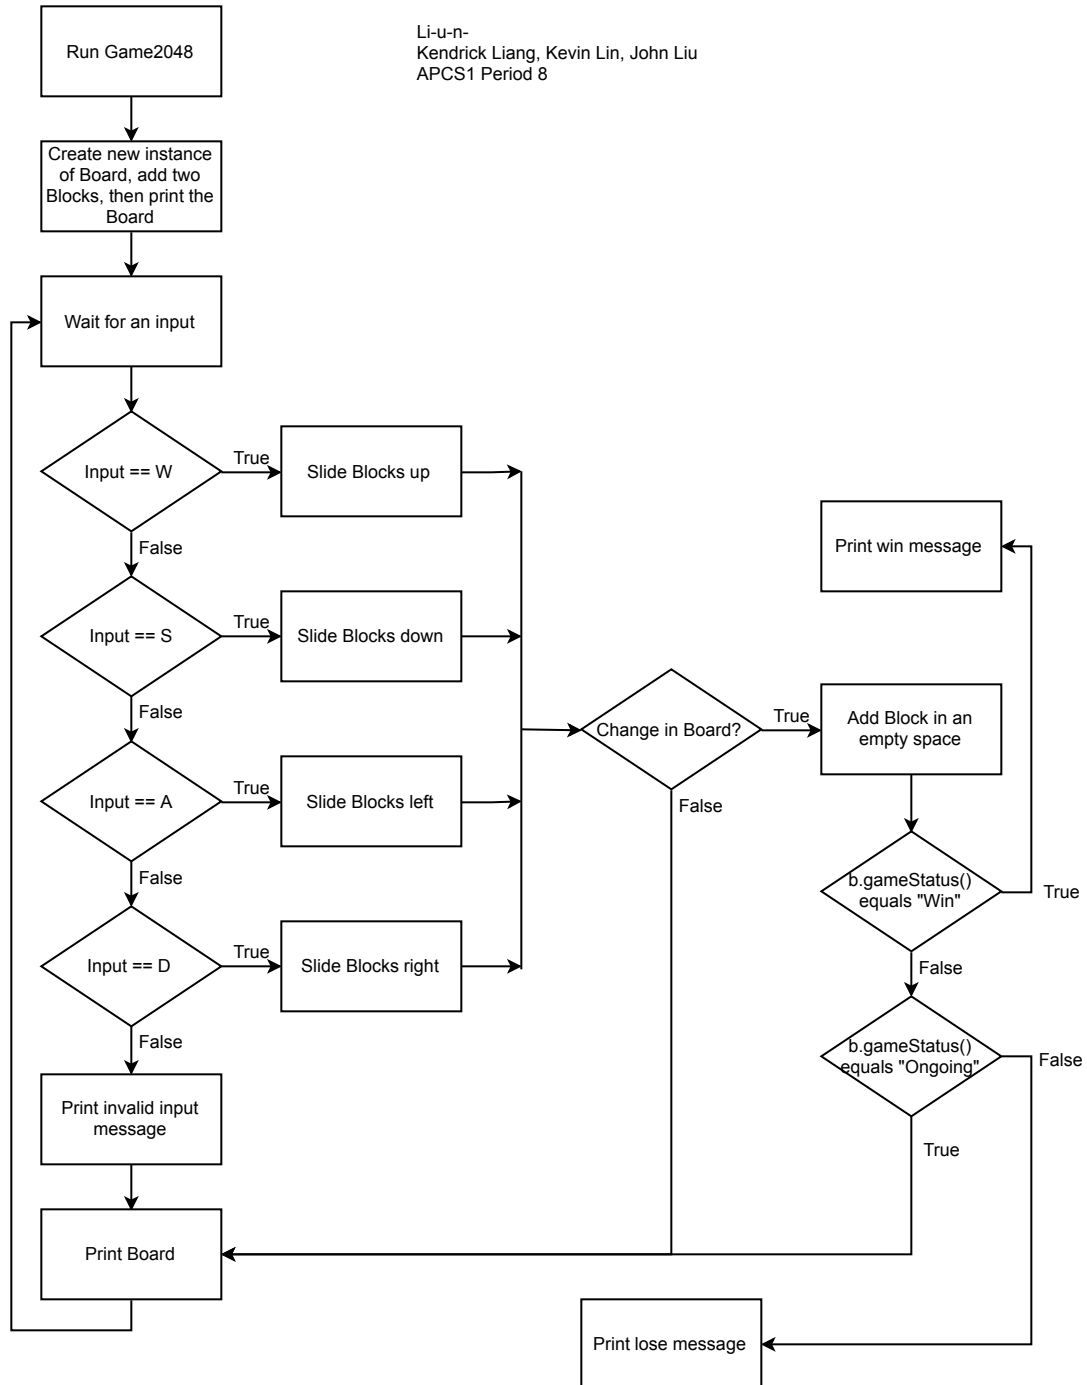 Run Game2048
Li-u-n-
Kendrick Liang, Kevin Lin, John Liu
APCS1 Period 8
Create new instance
of Board, add two
Blocks, then print the
Board
Wait for an input
Input == W
True
Slide Blocks up
False
Input == S
True
Slide Blocks down
False
Input == A
True
Slide Blocks left
False
Input == D
True
Slide Blocks right
False
Print invalid input
message
Print Board
Change in Board?
True
False
Add Block in an
empty space
b.gameStatus()
equals "Win"
True
Print win message
False
b.gameStatus()
equals "Ongoing"
False
True
Print lose message